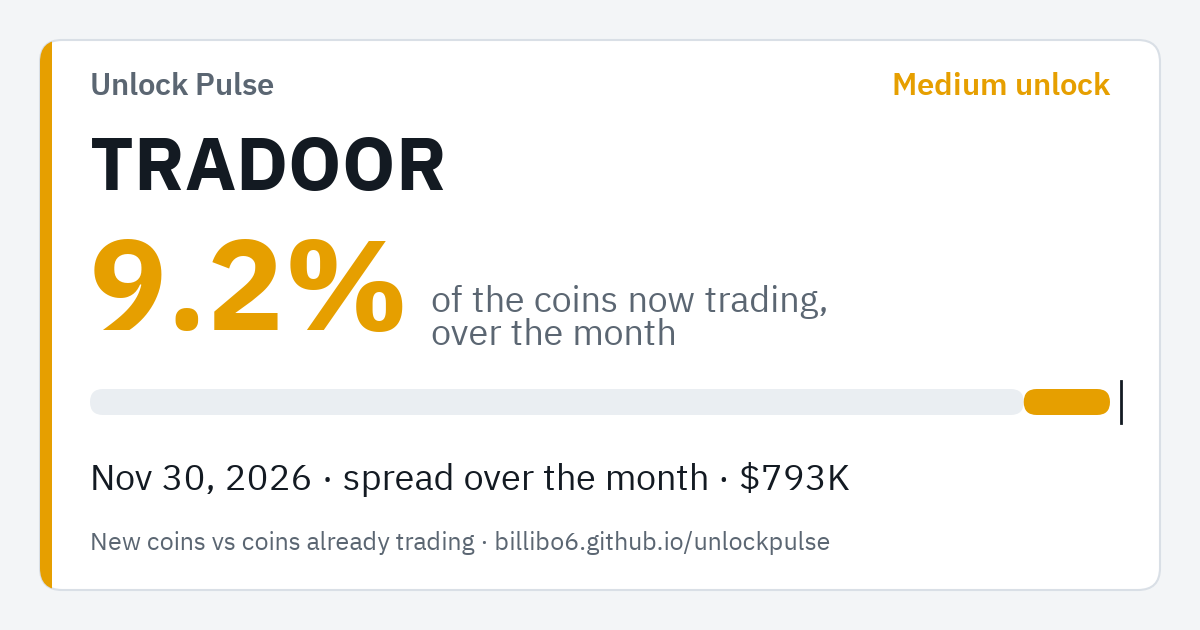 Unlock Pulse
Medium unlock
TRADOOR
9.2%
of the coins now trading,
over the month
Nov 30, 2026 · spread over the month · $793K
New coins vs coins already trading · billibo6.github.io/unlockpulse